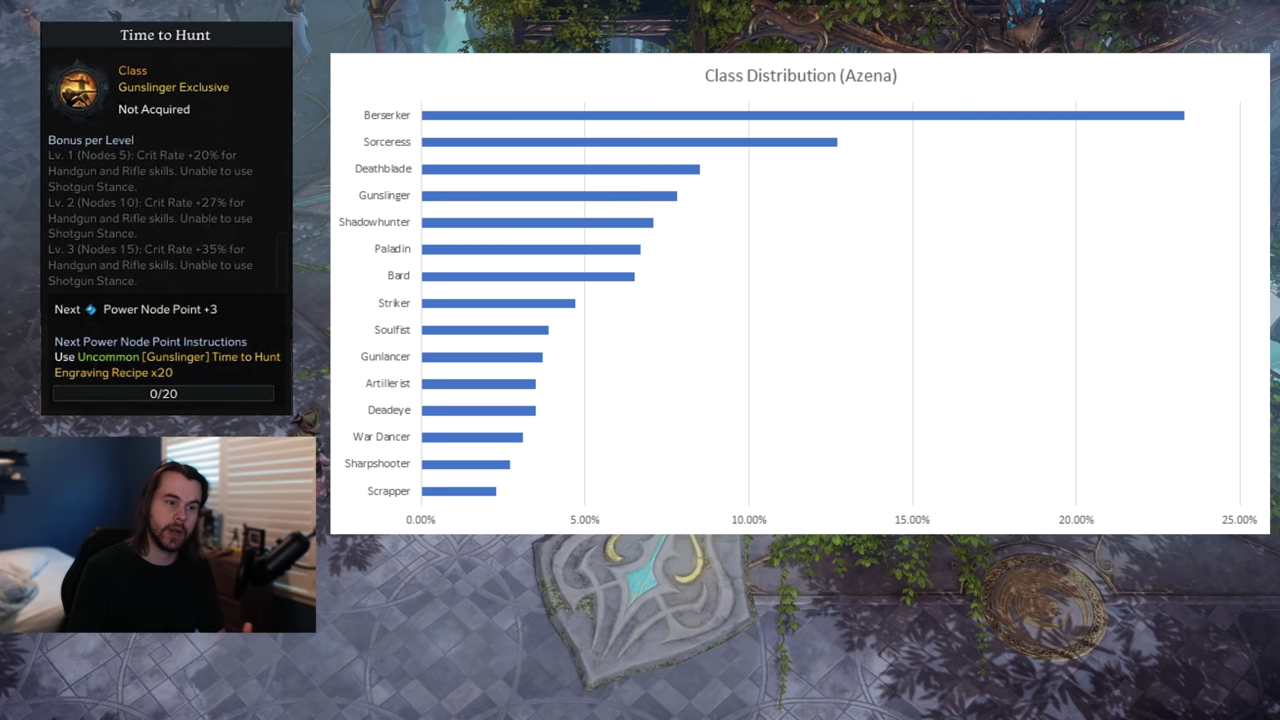 Time to Hunt
Class
Gunslinger Exclusive
Not Acquired
Bonus per Level
Lv. 1 (Nodes 5): Crit Rate +20% for
Handgun and Rifle skills. Unable to use
Shotgun Stance.
Lv. 2 (Nodes 10): Crit Rate +27% for
Handgun and Rifle skills. Unable to use
Shotgun Stance.
Lv. 3 (Nodes 15): Crit Rate +35% for
Handgun and Rifle skills. Unable to use
Shotgun Stance.
Next Power Node Point +3
Next Power Node Point Instructions
Use Uncommon [Gunslinger] Time to Hunt
Engraving Recipe x20
0/20
Class Distribution (Azena)
Berserker
Sorceress
Deathblade
Gunslinger
Shadowhunter
Paladin
Bard
Striker
Soulfist
Gunlancer
Artillerist
Deadeye
War Dancer
Sharpshooter
Scrapper
0.00% 5.00% 10.00% 15.00% 20.00% 25.00%